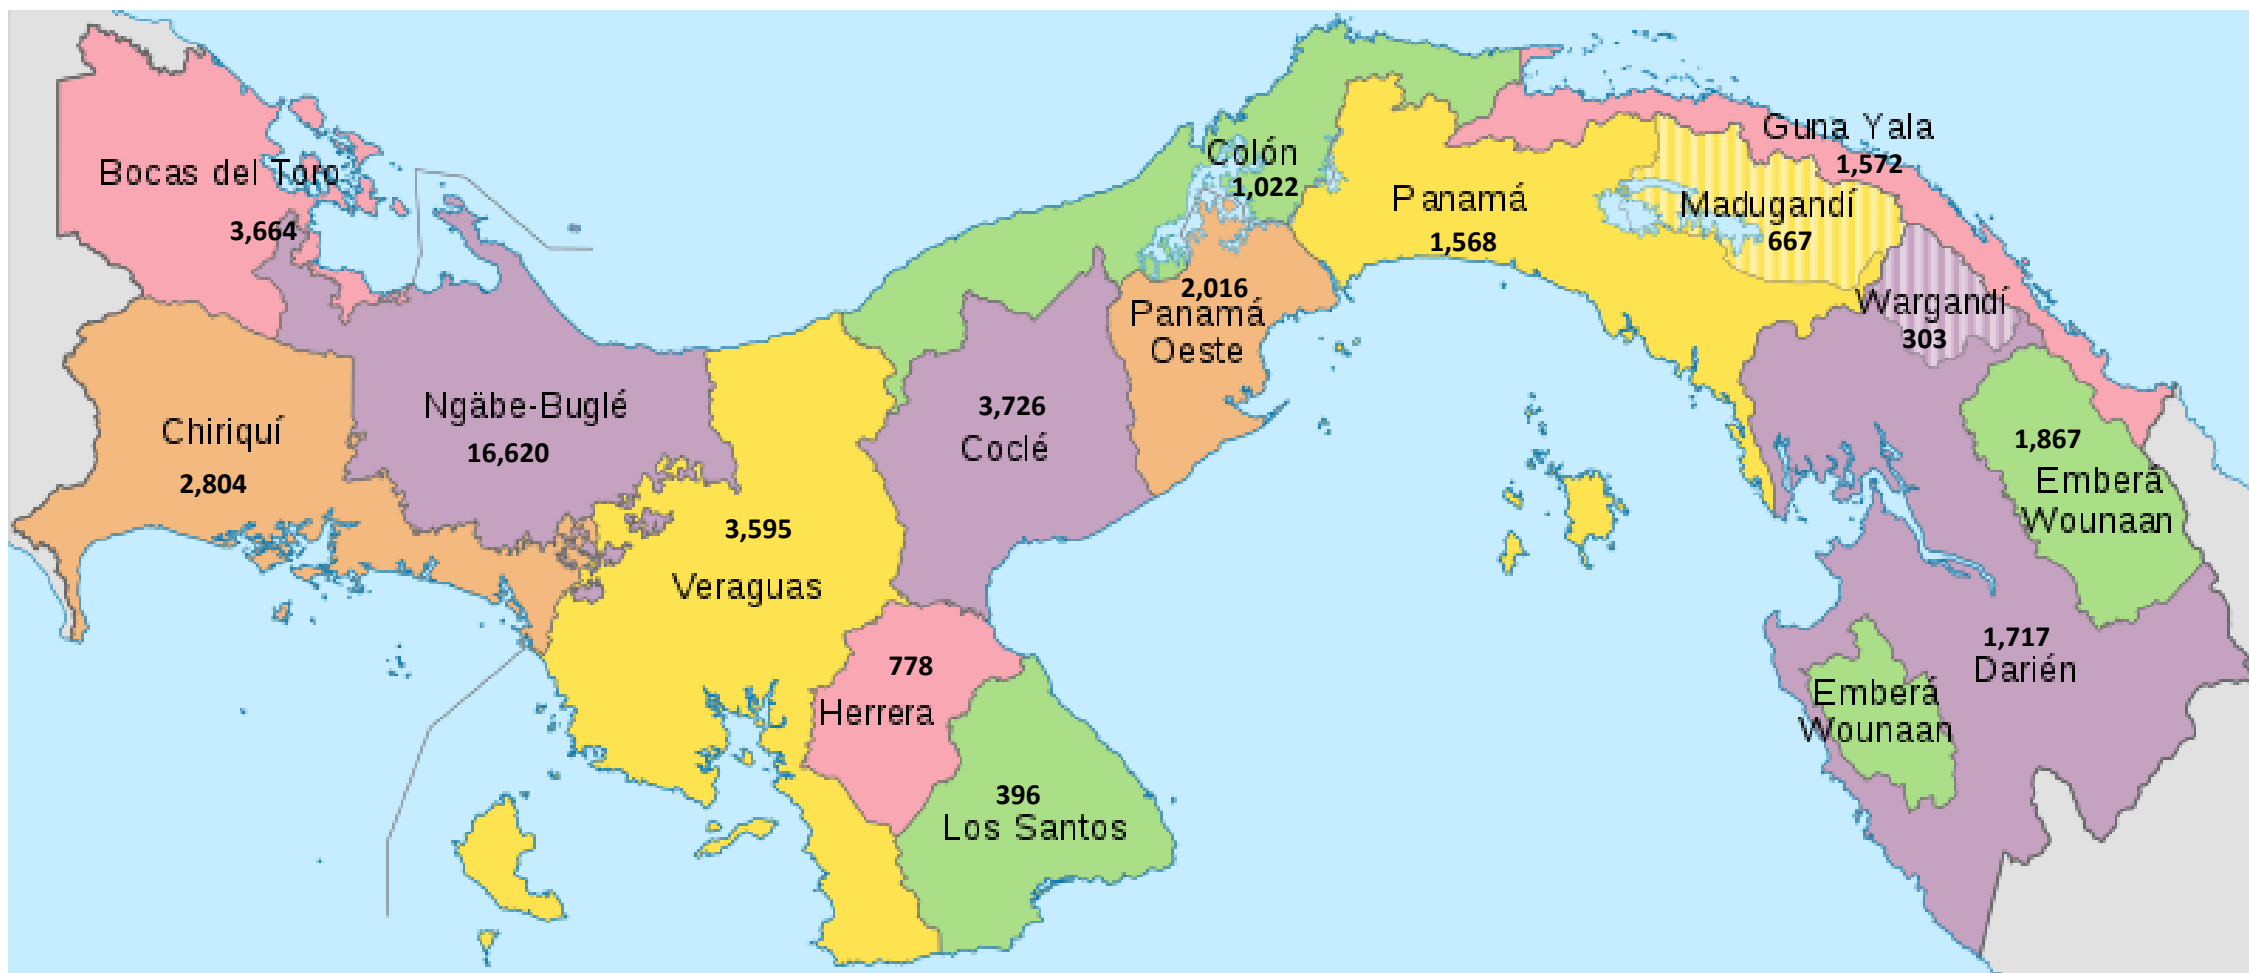 Bocas del Toro
3,664
Chiriquí
2,804
Ngäbe-Buglé
16,620
3,595
Veraguas
778
Herrera
396
Los Santos
3,726
Coclé
Colón
1,022
2,016
Panamá
Oeste
Panamá
1,568
Guna Yala
1,572
Madugandí
667
Wargandí
303
1,867
Emberá
Wounaan
1,717
Darién
Emberá
Wounaan